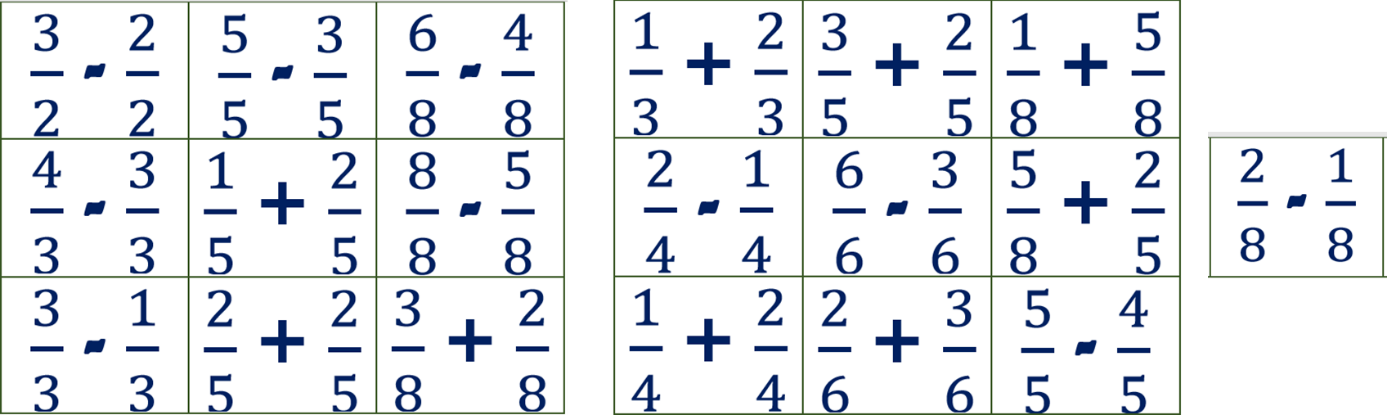 3/2 - 2/2 5/5 - 3/5 6/8 - 4/8
4/3 - 3/3 1/5 + 2/5 8/8 - 5/8
3/3 - 1/3 2/5 + 2/5 3/8 + 2/8
1/3 + 2/3 3/5 + 2/5 1/8 + 5/8
2/4 - 1/4 6/6 - 3/6 5/8 + 2/5
1/4 + 2/4 2/6 + 3/6 5/5 - 4/5
2/8 - 1/8